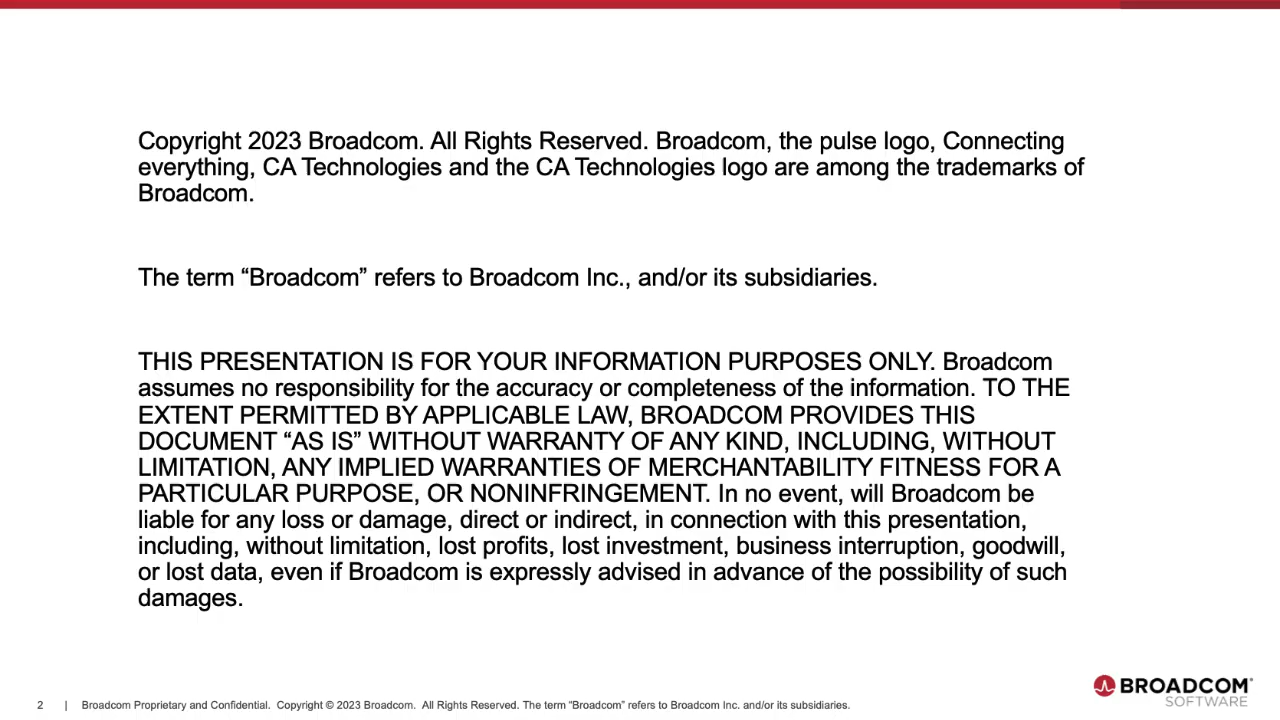 Copyright 2023 Broadcom. All Rights Reserved. Broadcom, the pulse logo, Connecting
everything, CA Technologies and the CA Technologies logo are among the trademarks of
Broadcom.
The term “Broadcom” refers to Broadcom Inc., and/or its subsidiaries.
THIS PRESENTATION IS FOR YOUR INFORMATION PURPOSES ONLY. Broadcom
assumes no responsibility for the accuracy or completeness of the information. TO THE
EXTENT PERMITTED BY APPLICABLE LAW, BROADCOM PROVIDES THIS
DOCUMENT “AS IS” WITHOUT WARRANTY OF ANY KIND, INCLUDING, WITHOUT
LIMITATION, ANY IMPLIED WARRANTIES OF MERCHANTABILITY FITNESS FOR A
PARTICULAR PURPOSE, OR NONINFRINGEMENT. In no event, will Broadcom be
liable for any loss or damage, direct or indirect, in connection with this presentation,
including, without limitation, lost profits, lost investment, business interruption, goodwill,
or lost data, even if Broadcom is expressly advised in advance of the possibility of such
damages.
2 | Broadcom Proprietary and Confidential. Copyright © 2023 Broadcom. All Rights Reserved. The term “Broadcom” refers to Broadcom Inc. and/or its subsidiaries.
BROADCOM®
SOFTWARE